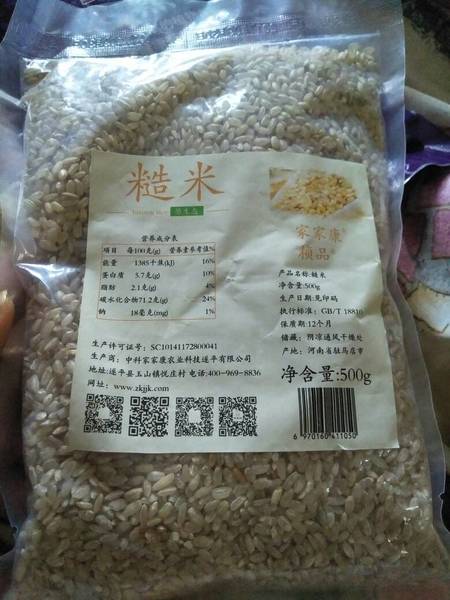 糙米
原生态
家家康
稹品
营养成分表
项目 每100克(g) 营养素参考值%
能量 1385千焦(kJ) 16%
蛋白质 5.7克(g) 10%
脂肪 2.1克(g) 4%
碳水化合物71.2克(g) 24%
钠 18毫克(mg) 1%
产品名称:糙米
净含量:500g
生产日期:见印码
执行标准：GB/T 18810
保质期:12个月
储藏：阴凉通风干燥处
产地：河南省驻马店市
生产许可证号：SC10141172800041
生产商：中科家家康农业科技遂平有限公司
地址:遂平县玉山镇悦庄村 电话:400-969-8836
网址：www.zkjjk.com
净含量:500g
6 970160 411050